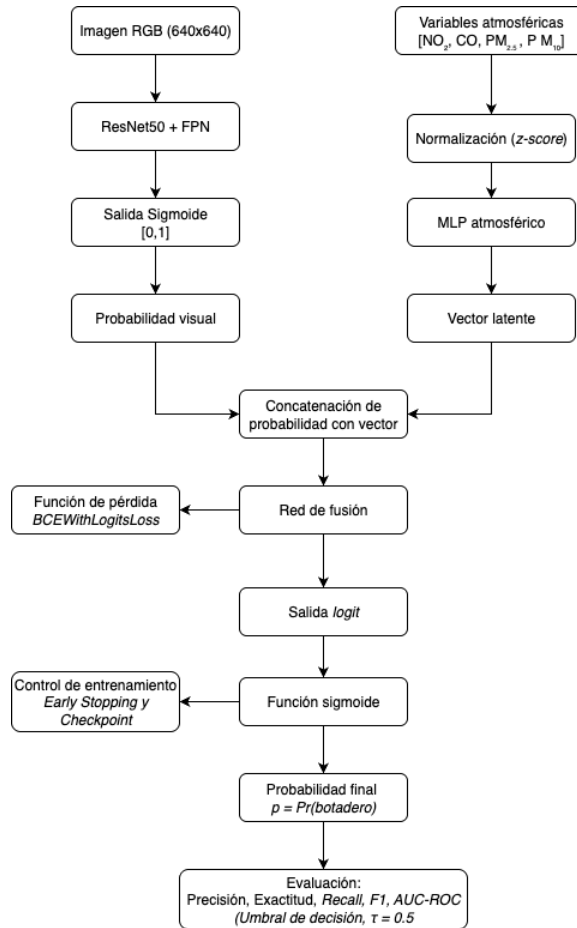 Imagen RGB (640x640)
Variables atmosféricas
[NO₂, CO, PM₂.₅, P M₁₀]
ResNet50 + FPN
Normalización (z-score)
Salida Sigmoide
[0,1]
MLP atmosférico
Probabilidad visual
Vector latente
Concatenación de
probabilidad con vector
Función de pérdida
BCEWithLogitsLoss
Red de fusión
Salida logit
Control de entrenamiento
Early Stopping y
Checkpoint
Función sigmoide
Probabilidad final
p = Pr(botadero)
Evaluación:
Precisión, Exactitud, Recall, F1, AUC-ROC
(Umbral de decisión, τ = 0.5